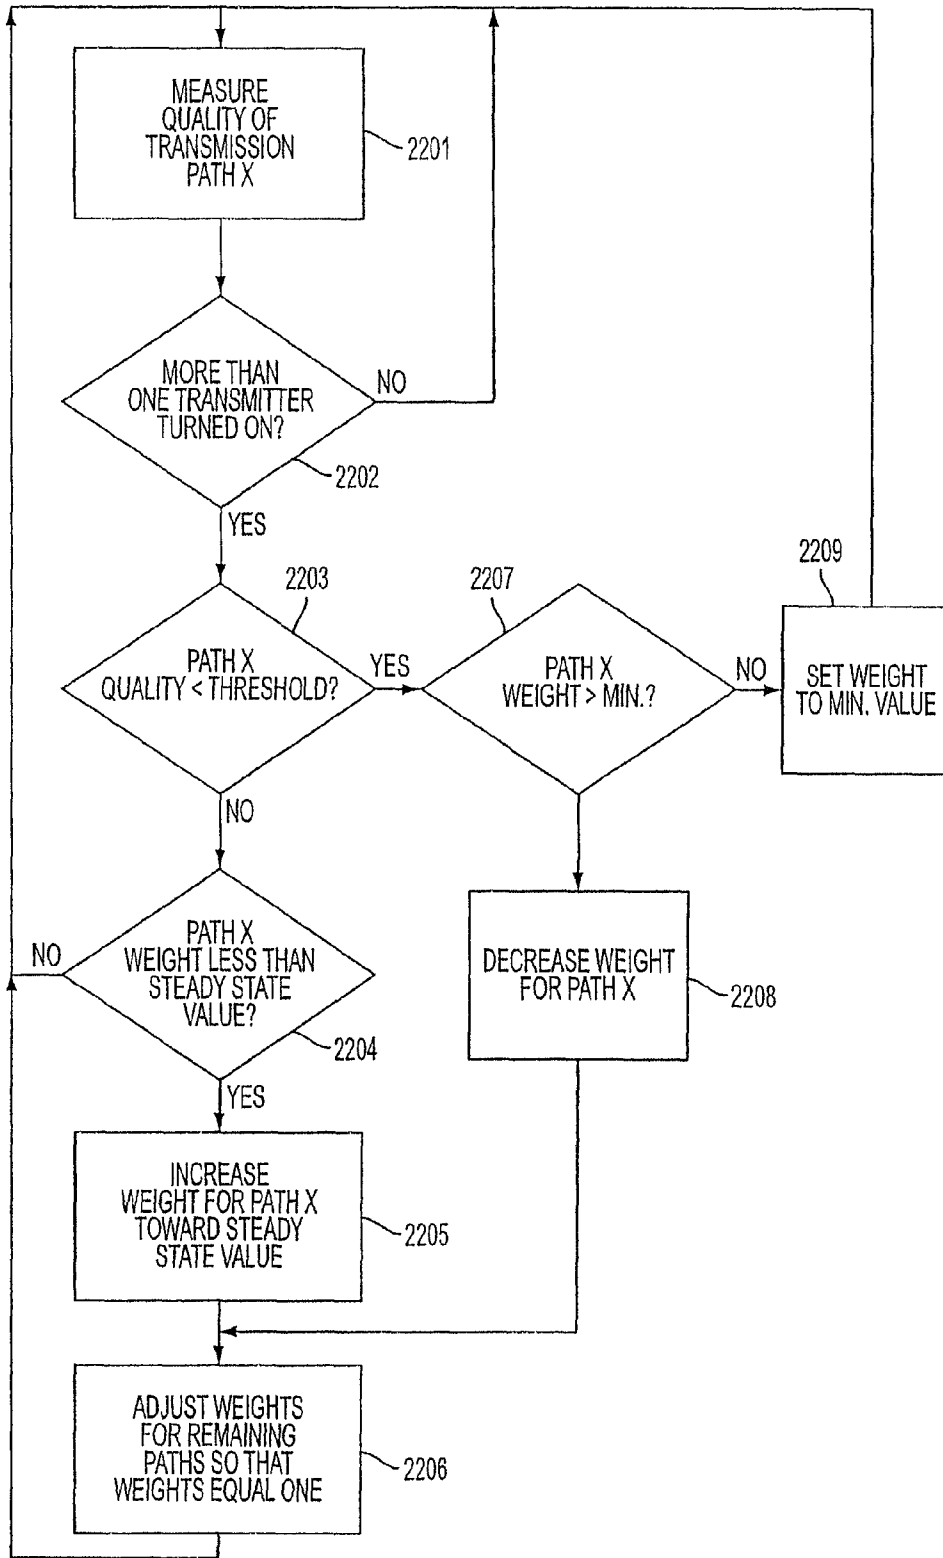 MEASURE
QUALITY OF
TRANSMISSION
PATH X
2201
MORE THAN
ONE TRANSMITTER
TURNED ON?
NO
2202
YES
2203
PATH X
QUALITY < THRESHOLD?
YES
2207
PATH X
WEIGHT > MIN.?
NO
2209
SET WEIGHT
TO MIN. VALUE
NO
PATH X
WEIGHT LESS THAN
STEADY STATE
VALUE?
NO
2204
YES
DECREASE WEIGHT
FOR PATH X
2208
INCREASE
WEIGHT FOR PATH X
TOWARD STEADY
STATE VALUE
2205
ADJUST WEIGHTS
FOR REMAINING
PATHS SO THAT
WEIGHTS EQUAL ONE
2206